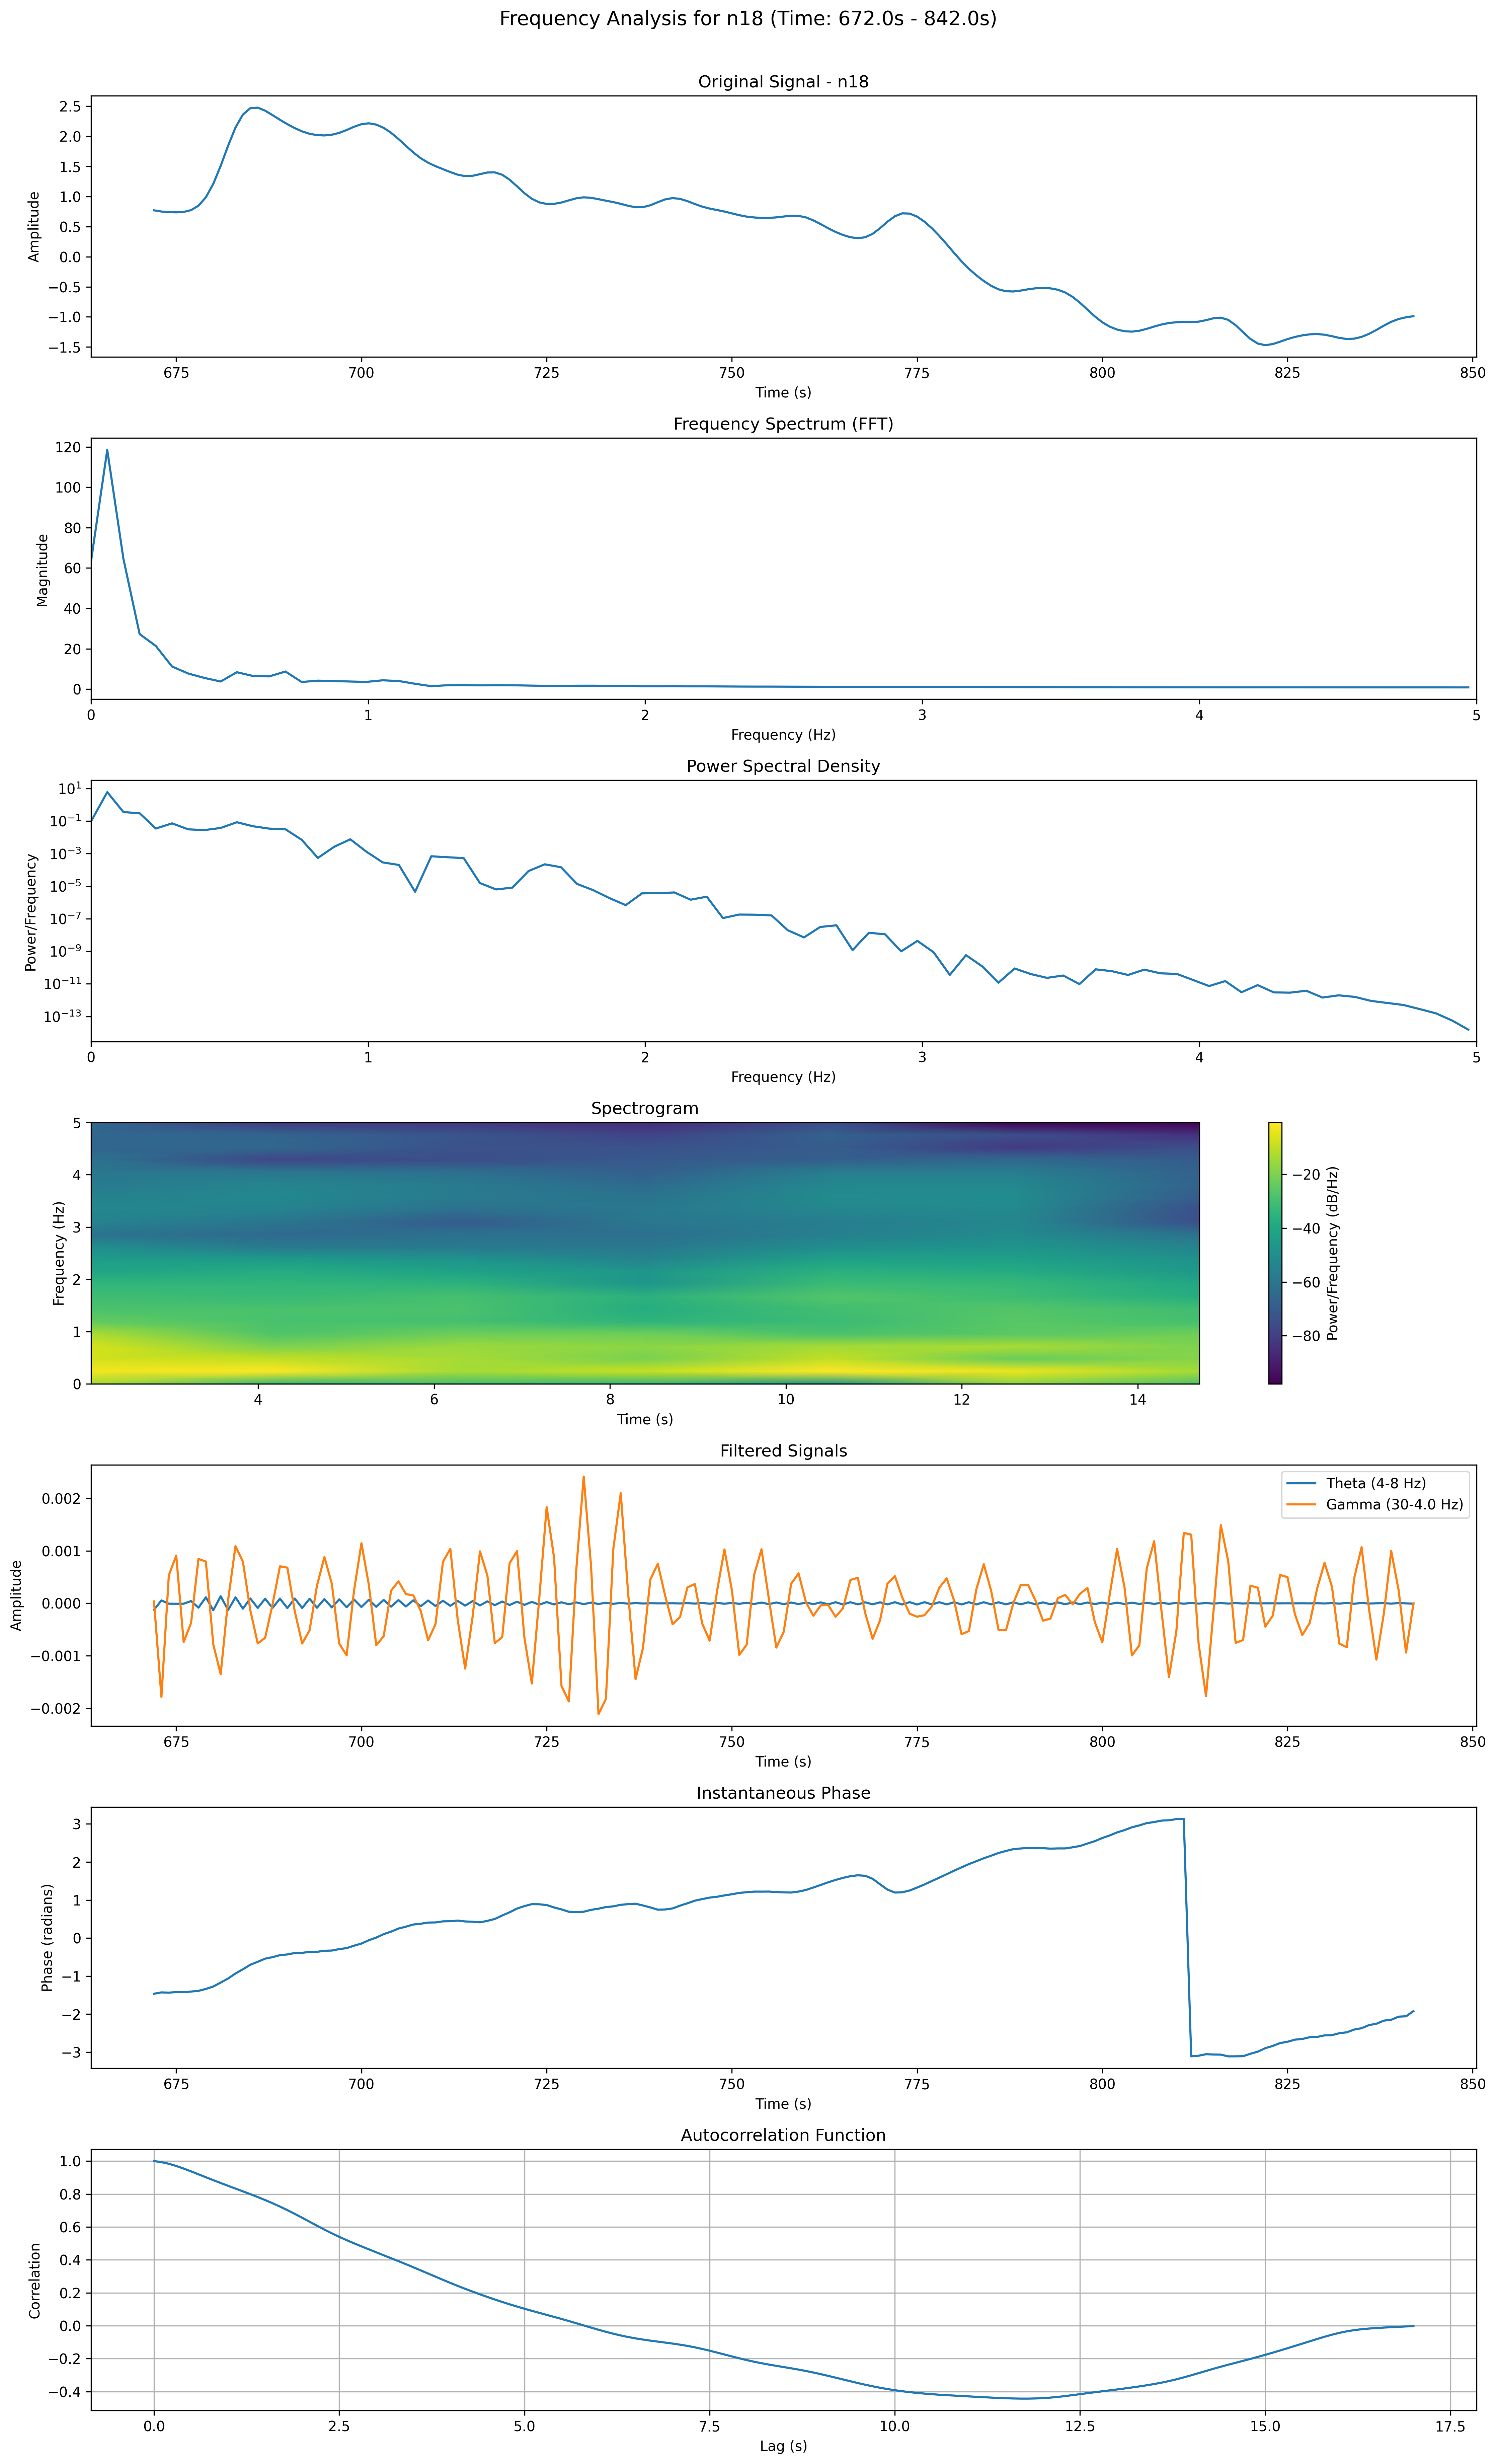 Frequency Analysis for n18 (Time: 672.0s - 842.0s)
Original Signal - n18
Amplitude
2.5
2.0
1.5
1.0
0.5
0.0
−0.5
−1.0
−1.5
675 700 725 750 775 800 825 850
Time (s)
Frequency Spectrum (FFT)
Magnitude
120
100
80
60
40
20
0
0 1 2 3 4 5
Frequency (Hz)
Power Spectral Density
Power/Frequency
10¹
10⁻¹
10⁻³
10⁻⁵
10⁻⁷
10⁻⁹
10⁻¹¹
10⁻¹³
0 1 2 3 4 5
Frequency (Hz)
Spectrogram
Frequency (Hz)
5
4
3
2
1
0
4 6 8 10 12 14
Time (s)
−20
−40
−60
−80
Power/Frequency (dB/Hz)
Filtered Signals
Theta (4-8 Hz)
Gamma (30-4.0 Hz)
Amplitude
0.002
0.001
0.000
−0.001
−0.002
675 700 725 750 775 800 825 850
Time (s)
Instantaneous Phase
Phase (radians)
3
2
1
0
−1
−2
−3
675 700 725 750 775 800 825 850
Time (s)
Autocorrelation Function
Correlation
1.0
0.8
0.6
0.4
0.2
0.0
−0.2
−0.4
0.0 2.5 5.0 7.5 10.0 12.5 15.0 17.5
Lag (s)